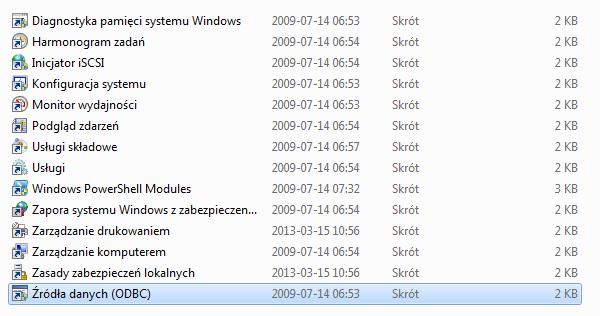 Diagnostyka pamięci systemu Windows 2009-07-14 06:53 Skrót 2 KB
Harmonogram zadań 2009-07-14 06:54 Skrót 2 KB
Inicjator iSCSI 2009-07-14 06:54 Skrót 2 KB
Konfiguracja systemu 2009-07-14 06:53 Skrót 2 KB
Monitor wydajności 2009-07-14 06:53 Skrót 2 KB
Podgląd zdarzeń 2009-07-14 06:54 Skrót 2 KB
Usługi składowe 2009-07-14 06:57 Skrót 2 KB
Usługi 2009-07-14 06:54 Skrót 2 KB
Windows PowerShell Modules 2009-07-14 07:32 Skrót 3 KB
Zapora systemu Windows z zabezpieczen... 2009-07-14 06:54 Skrót 2 KB
Zarządzanie drukowaniem 2013-03-15 10:56 Skrót 2 KB
Zarządzanie komputerem 2009-07-14 06:54 Skrót 2 KB
Zasady zabezpieczeń lokalnych 2013-03-15 10:56 Skrót 2 KB
Źródła danych (ODBC) 2009-07-14 06:53 Skrót 2 KB